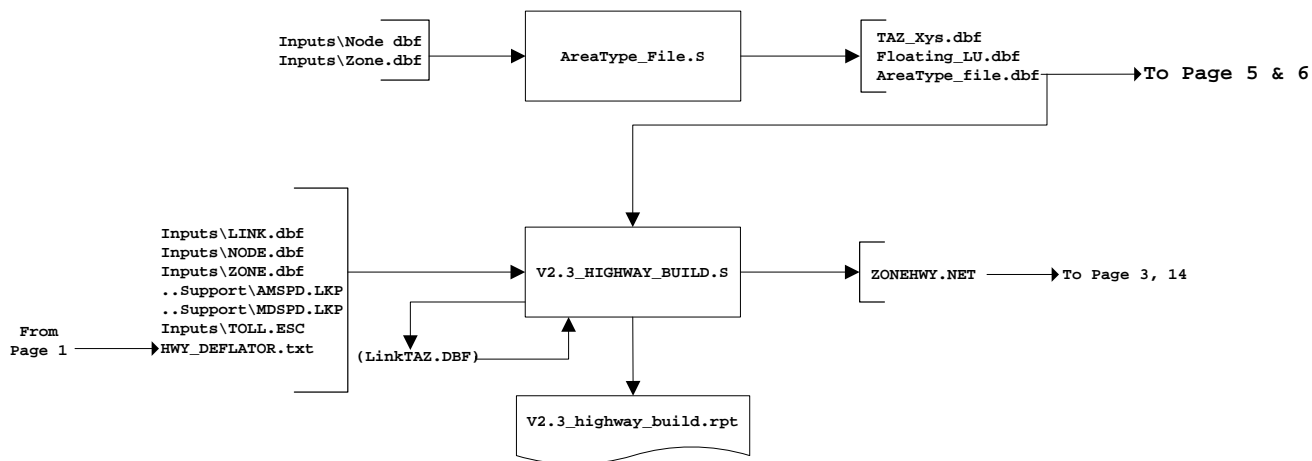 Inputs\Node dbf
Inputs\Zone.dbf
AreaType_File.S
TAZ_Xys.dbf
Floating_LU.dbf
AreaType_file.dbf
To Page 5 & 6
Inputs\LINK.dbf
Inputs\NODE.dbf
Inputs\ZONE.dbf
..Support\AMSPD.LKP
..Support\MDSPD.LKP
Inputs\TOLL.ESC
HWY_DEFLATOR.txt
From
Page 1
V2.3_HIGHWAY_BUILD.S
(LinkTAZ.DBF)
ZONEHWY.NET
To Page 3, 14
V2.3_highway_build.rpt